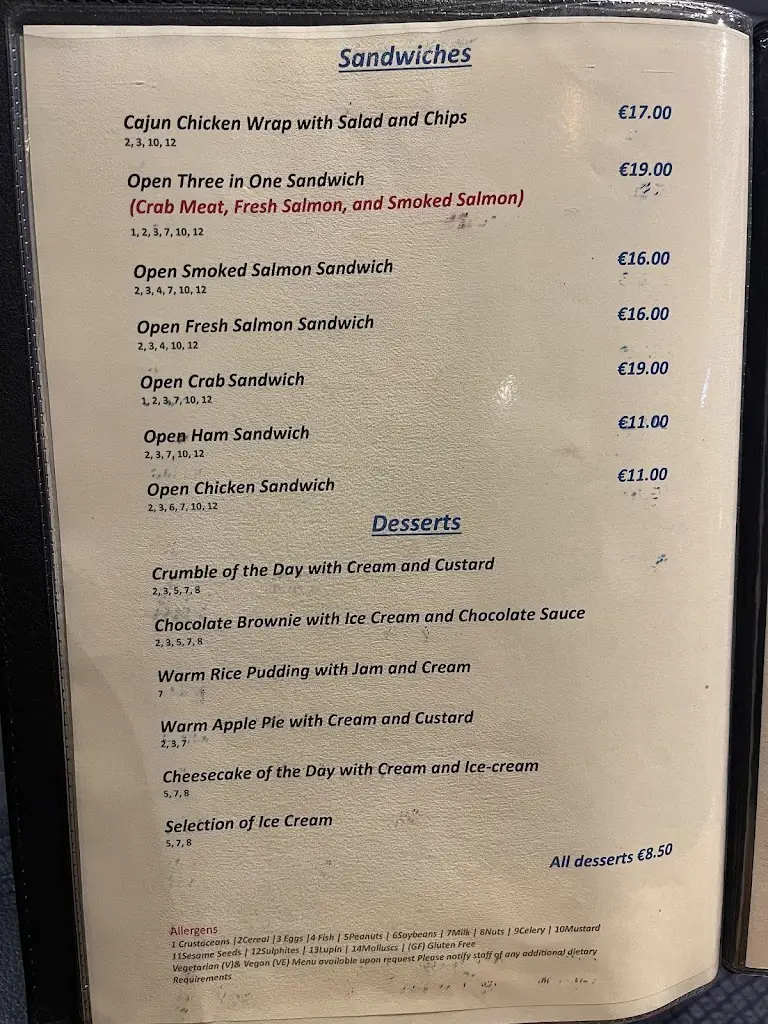 Sandwiches
Cajun Chicken Wrap with Salad and Chips €17.00
2, 3, 10, 12
Open Three in One Sandwich €19.00
(Crab Meat, Fresh Salmon, and Smoked Salmon)
1, 2, 3, 7, 10, 12
Open Smoked Salmon Sandwich €16.00
2, 3, 4, 7, 10, 12
Open Fresh Salmon Sandwich €16.00
2, 3, 4, 10, 12
Open Crab Sandwich €19.00
1, 2, 3, 7, 10, 12
Open Ham Sandwich €11.00
2, 3, 7, 10, 12
Open Chicken Sandwich €11.00
2, 3, 6, 7, 10, 12
Desserts
Crumble of the Day with Cream and Custard
2, 3, 5, 7, 8
Chocolate Brownie with Ice Cream and Chocolate Sauce
2, 3, 5, 7, 8
Warm Rice Pudding with Jam and Cream
7
Warm Apple Pie with Cream and Custard
2, 3, 7
Cheesecake of the Day with Cream and Ice-cream
5, 7, 8
Selection of Ice Cream
5, 7, 8
All desserts €8.50
Allergens
1 Crustaceans |2Cereal |3 Eggs |4 Fish | 5Peanuts | 6Soybeans | 7Milk | 8Nuts | 9Celery | 10Mustard
11Sesame Seeds | 12Sulphites | 13Lupin | 14Molluscs | (GF) Gluten Free
Vegetarian (V)& Vegan (VE) Menu available upon request Please notify staff of any additional dietary
Requirements